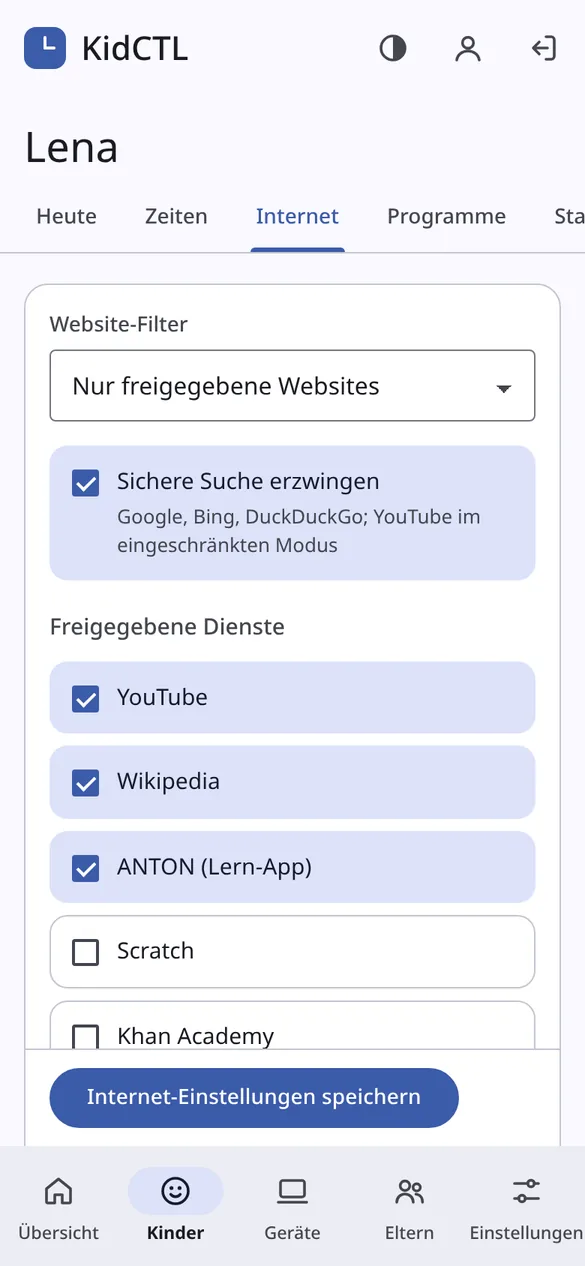 KidCTL
Lena
Heute Zeiten Internet Programme Sta
Website-Filter
Nur freigegebene Websites
Sichere Suche erzwingen
Google, Bing, DuckDuckGo; YouTube im
eingeschränkten Modus
Freigegebene Dienste
YouTube
Wikipedia
ANTON (Lern-App)
Scratch
Khan Academy
Internet-Einstellungen speichern
Übersicht Kinder Geräte Eltern Einstellungen